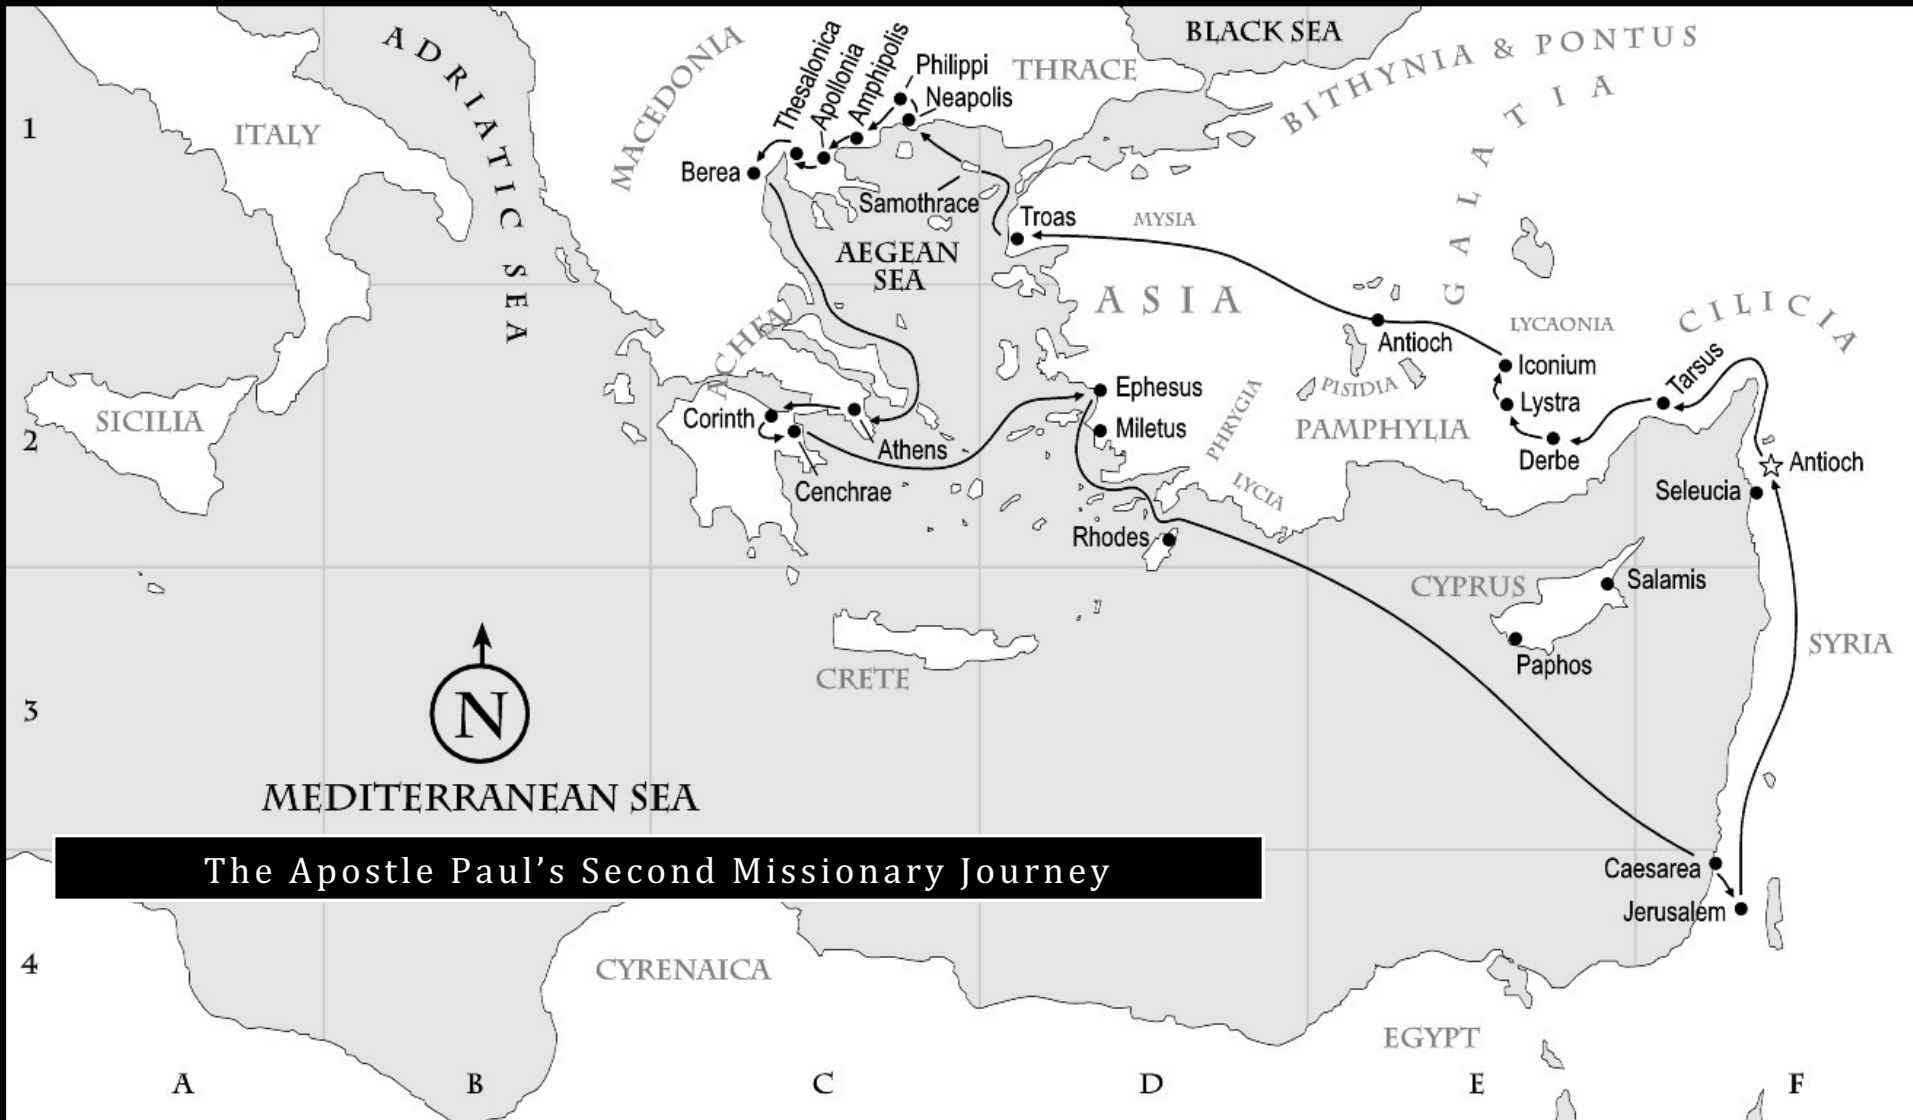 BLACK SEA
ADRIATIC SEA
MACEDONIA
Thesalonica
Apollonia
Amphipolis
Philippi
Neapolis
THRACE
BITHYNIA & PONTUS
GALATIA
1
ITALY
Berea
Samothrace
Troas
MYSIA
AEGEAN
SEA
ASIA
LYCAONIA
CILICIA
ACHEA
Antioch
Iconium
Tarsus
PISIDIA
Ephesus
PHRYGIA
Lystra
SICILIA
2
Corinth
Miletus
PAMPHYLIA
Athens
Derbe
Antioch
Cenchrae
LYCIA
Seleucia
Rhodes
CYPRUS
Salamis
SYRIA
Paphos
CRETE
N
3
MEDITERRANEAN SEA
The Apostle Paul’s Second Missionary Journey
Caesarea
Jerusalem
4
CYRENAICA
EGYPT
A B C D E F